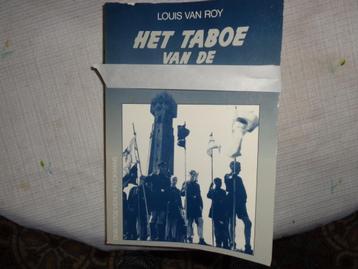 LOUIS VAN ROY
HET TABOE
VAN DE